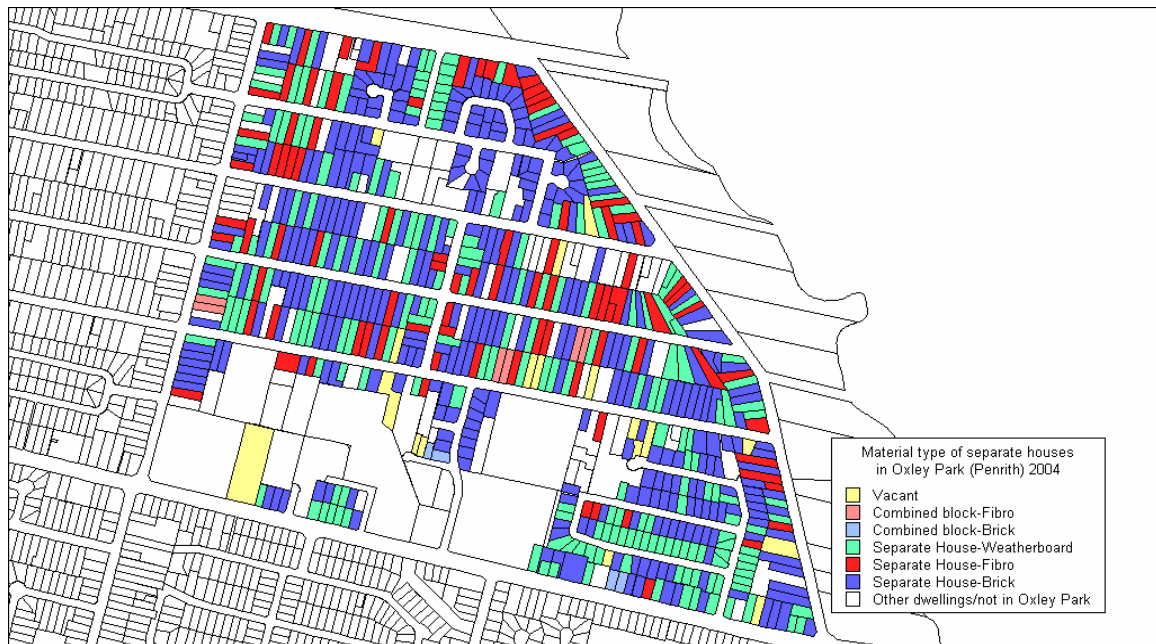 Material type of separate houses
in Oxley Park (Penrith) 2004
Vacant
Combined block-Fibro
Combined block-Brick
Separate House-Weatherboard
Separate House-Fibro
Separate House-Brick
Other dwellings/not in Oxley Park